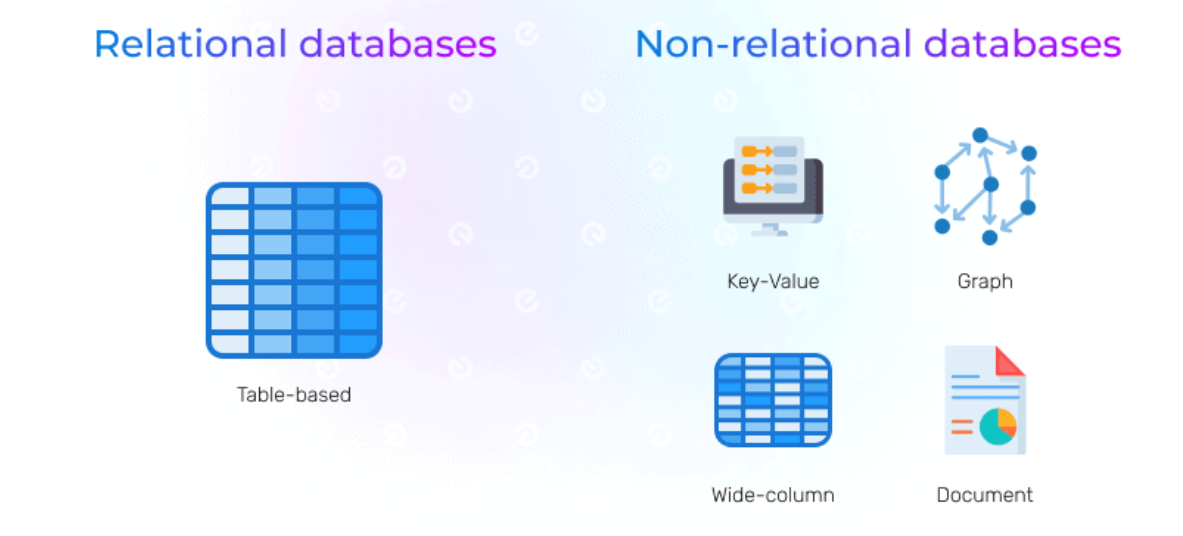 Relational databases
Non-relational databases
Table-based
Key-Value
Graph
Wide-column
Document